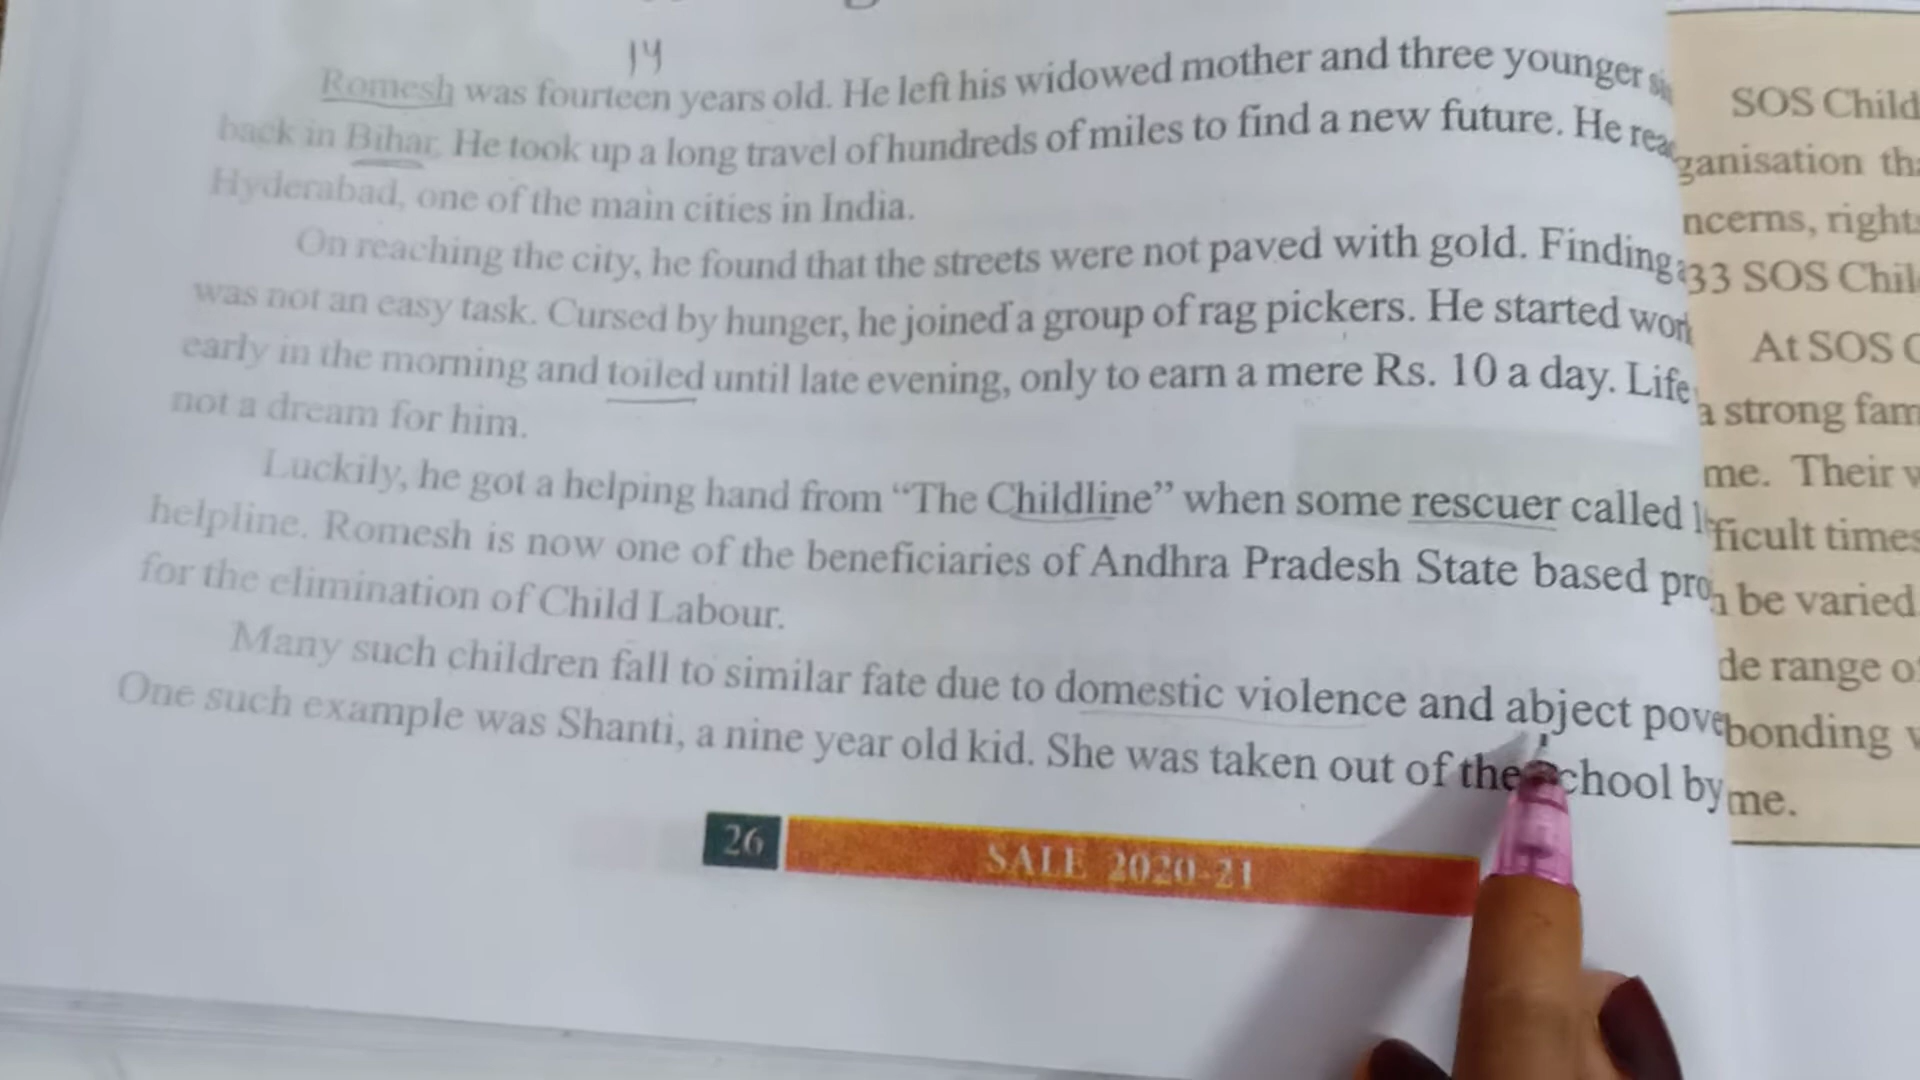 14
Romesh was fourteen years old. He left his widowed mother and three younger
back in Bihar. He took up a long travel of hundreds of miles to find a new future. He
Hyderabad, one of the main cities in India.
On reaching the city, he found that the streets were not paved with gold. Finding
was not an easy task. Cursed by hunger, he joined a group of rag pickers. He started
early in the morning and toiled until late evening, only to earn a mere Rs. 10 a day. Life
not a dream for him.
Luckily, he got a helping hand from “The Childline” when some rescuer called
helpline. Romesh is now one of the beneficiaries of Andhra Pradesh State based
for the elimination of Child Labour.
Many such children fall to similar fate due to domestic violence and abject
One such example was Shanti, a nine year old kid. She was taken out of the school by
26 SALE 2020-21
SOS Child
ganisation
ncerns,
33 SOS
At SOS
a strong
me. Their
ficult times
be varied
de range
bonding
me.